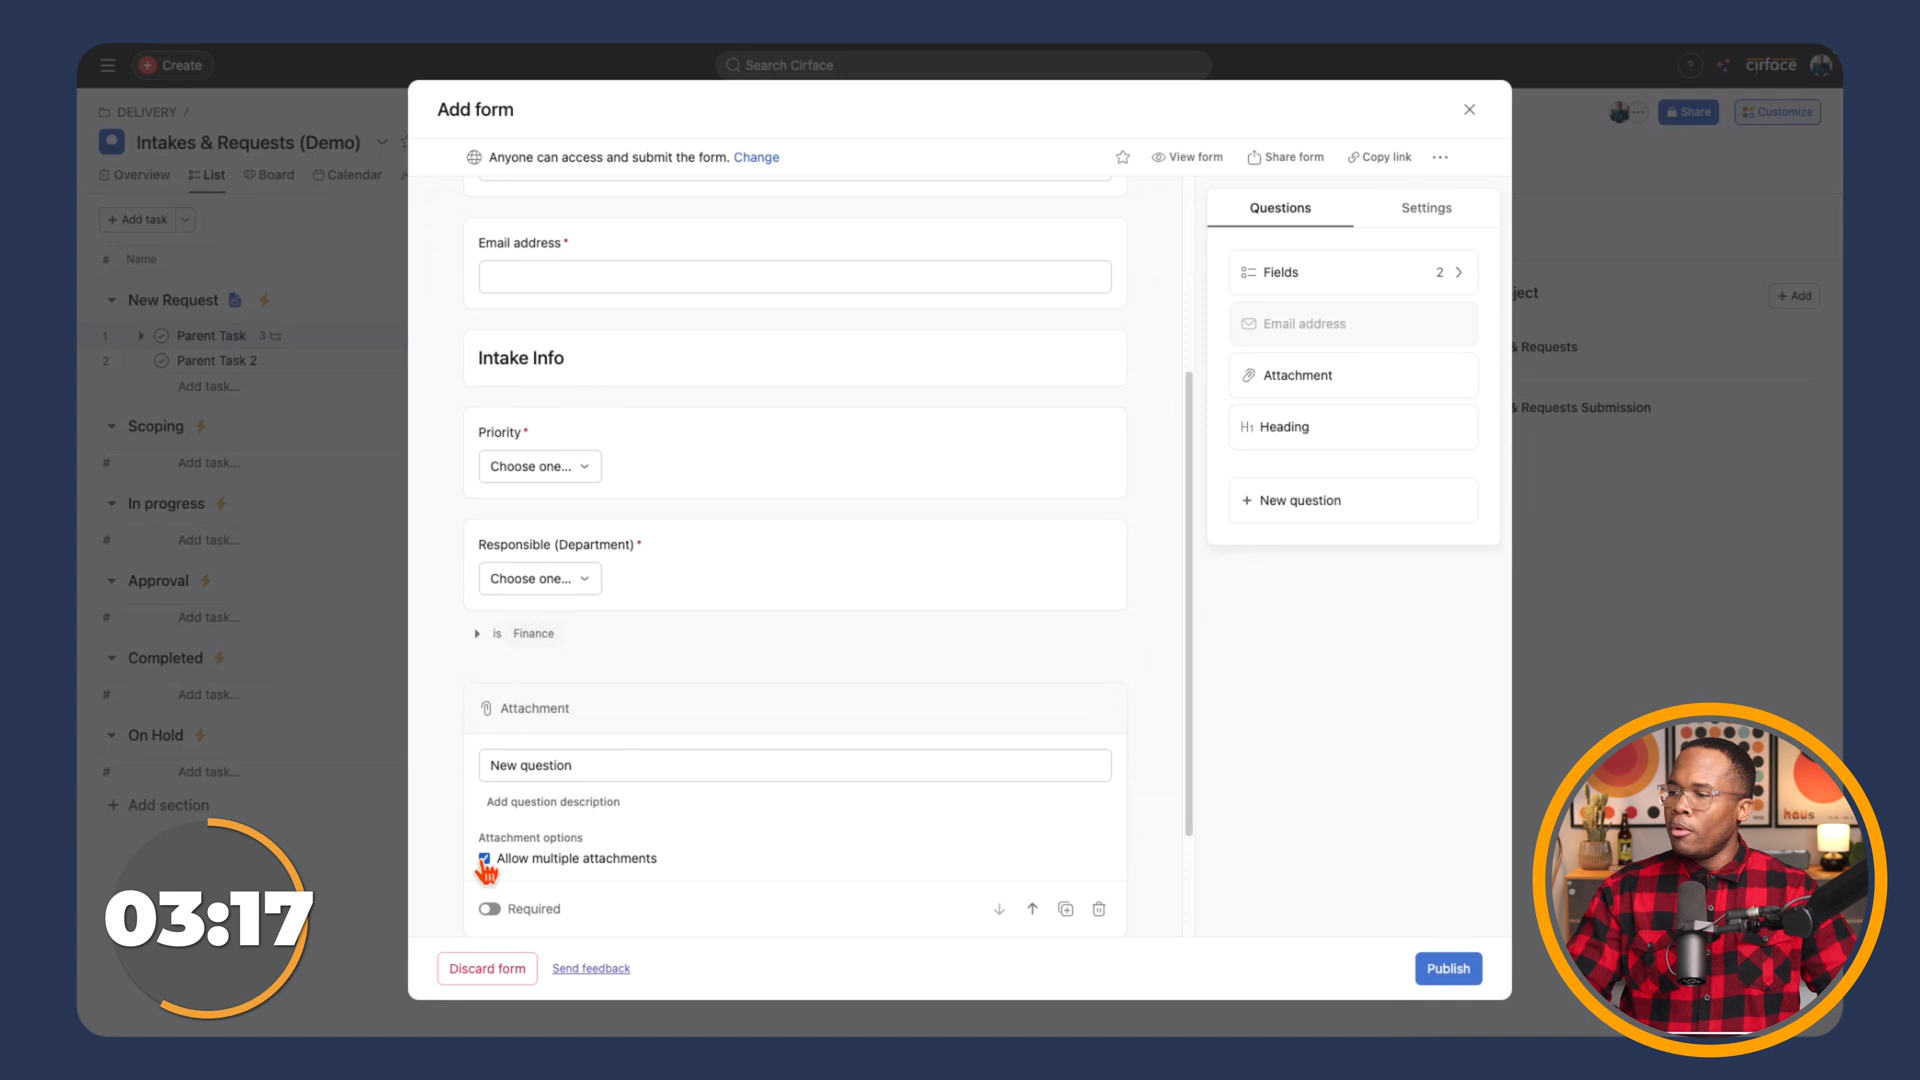 Create
Search Cirface
?
cirface
DELIVERY /
Intakes & Requests (Demo)
Share
Customize
Overview
List
Board
Calendar
+ Add task
# Name
New Request
1 Parent Task 3
2 Parent Task 2
Add task...
Scoping
# Add task...
In progress
# Add task...
Approval
# Add task...
Completed
# Add task...
On Hold
# Add task...
+ Add section
03:17
Add form
Anyone can access and submit the form. Change
View form
Share form
Copy link
Email address *
Intake Info
Priority *
Choose one...
Responsible (Department) *
Choose one...
is Finance
Attachment
New question
Add question description
Attachment options
Allow multiple attachments
Required
Discard form
Send feedback
Publish
Questions
Settings
Fields 2
Email address
Attachment
H1 Heading
+ New question
ject
+ Add
& Requests
& Requests Submission
haus